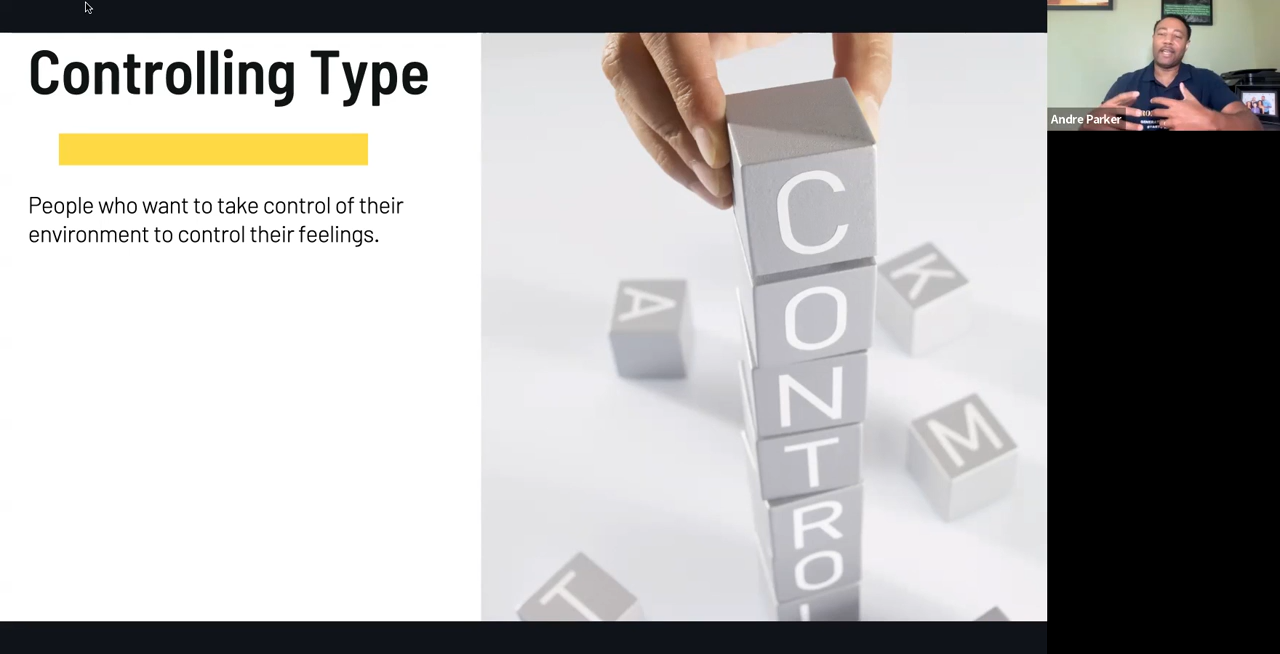 Controlling Type
People who want to take control of their
environment to control their feelings.
C
O
N
T
R
O
A
K
M
T
Andre Parker